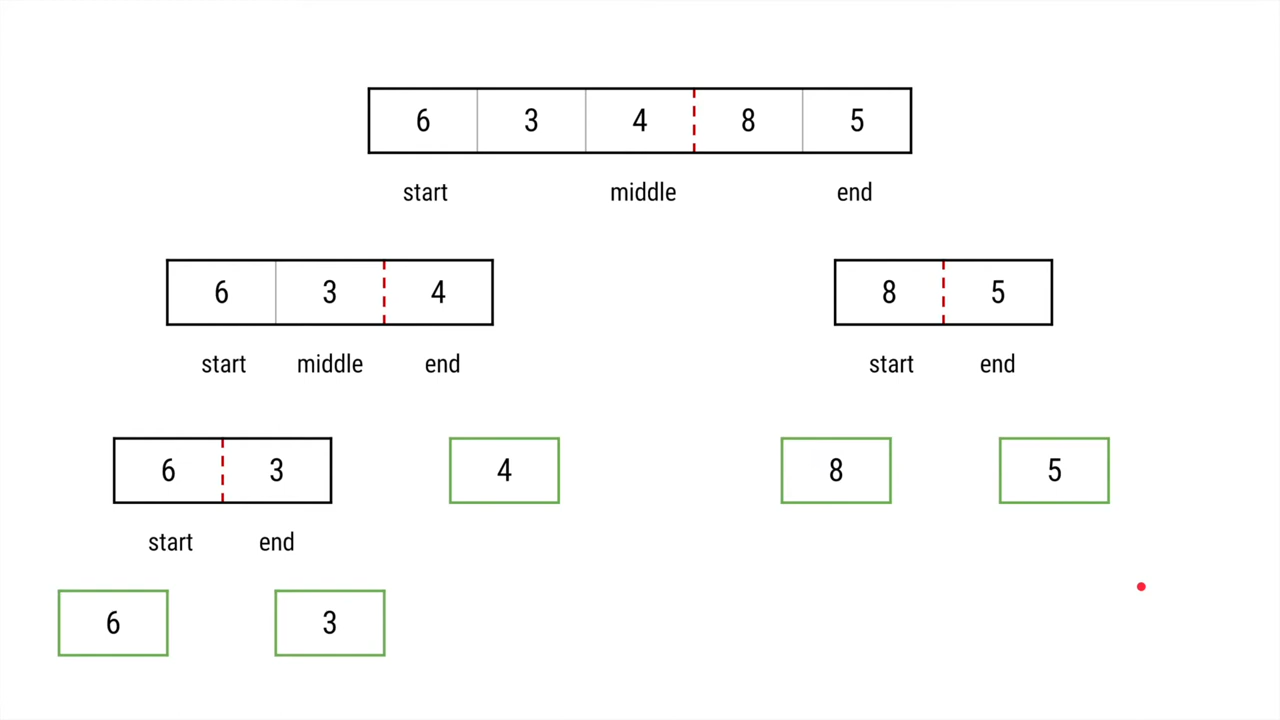 6 3 4 8 5
start middle end
6 3 4 8 5
start middle end start end
6 3 4 8 5
start end
6 3